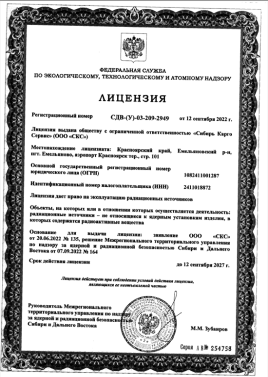 ФЕДЕРАЛЬНАЯ СЛУЖБА
ПО ЭКОЛОГИЧЕСКОМУ, ТЕХНОЛОГИЧЕСКОМУ И АТОМНОМУ НАДЗОРУ
ЛИЦЕНЗИЯ
Регистрационный номер СДВ-(У)-03-209-2949 от 12 сентября 2022 г.
Лицензия выдана обществу с ограниченной ответственностью «Сибирь Карго
Сервис» (ООО «СКС»)
Местонахождение лицензиата: Красноярский край, Емельяновский р-н,
пгт. Емельяново, аэропорт Красноярск тер., стр. 101
Основной государственный регистрационный номер
юридического лица (ОГРН) 1082411001287
Идентификационный номер налогоплательщика (ИНН) 2411018872
Лицензия дает право на эксплуатацию радиационных источников
Объекты, на которых или в отношении которых осуществляется деятельность:
радиационные источники - не относящиеся к ядерным установкам изделия, в
которых содержатся радиоактивные вещества
Основание для выдачи лицензии: заявление ООО «СКС»
от 20.06.2022 № 135, решение Межрегионального территориального управления
по надзору за ядерной и радиационной безопасностью Сибири и Дальнего
Востока от 07.09.2022 № 164
Срок действия лицензии до 12 сентября 2027 г.
Лицензия действует при соблюдении условий действия лицензии,
являющихся её неотъемлемой частью
Руководитель Межрегионального
территориального управления по надзору
за ядерной и радиационной безопасностью
Сибири и Дальнего Востока
М.М. Зубаиров
Серия АВ № 254758